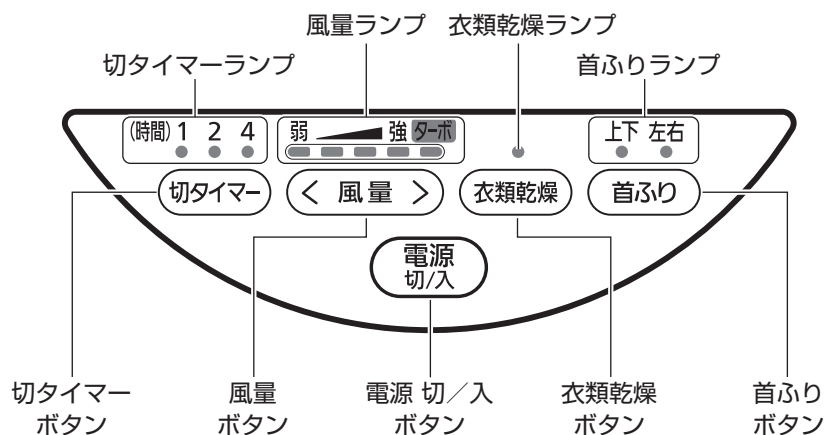 風量ランプ 衣類乾燥ランプ
切タイマーランプ 首ふりランプ
(時間) 1 2 4 弱 強 ターボ 上下 左右
切タイマー < 風量 > 衣類乾燥 首ふり
電源
切/入
切タイマー
ボタン
風量
ボタン
電源 切／入
ボタン
衣類乾燥
ボタン
首ふり
ボタン